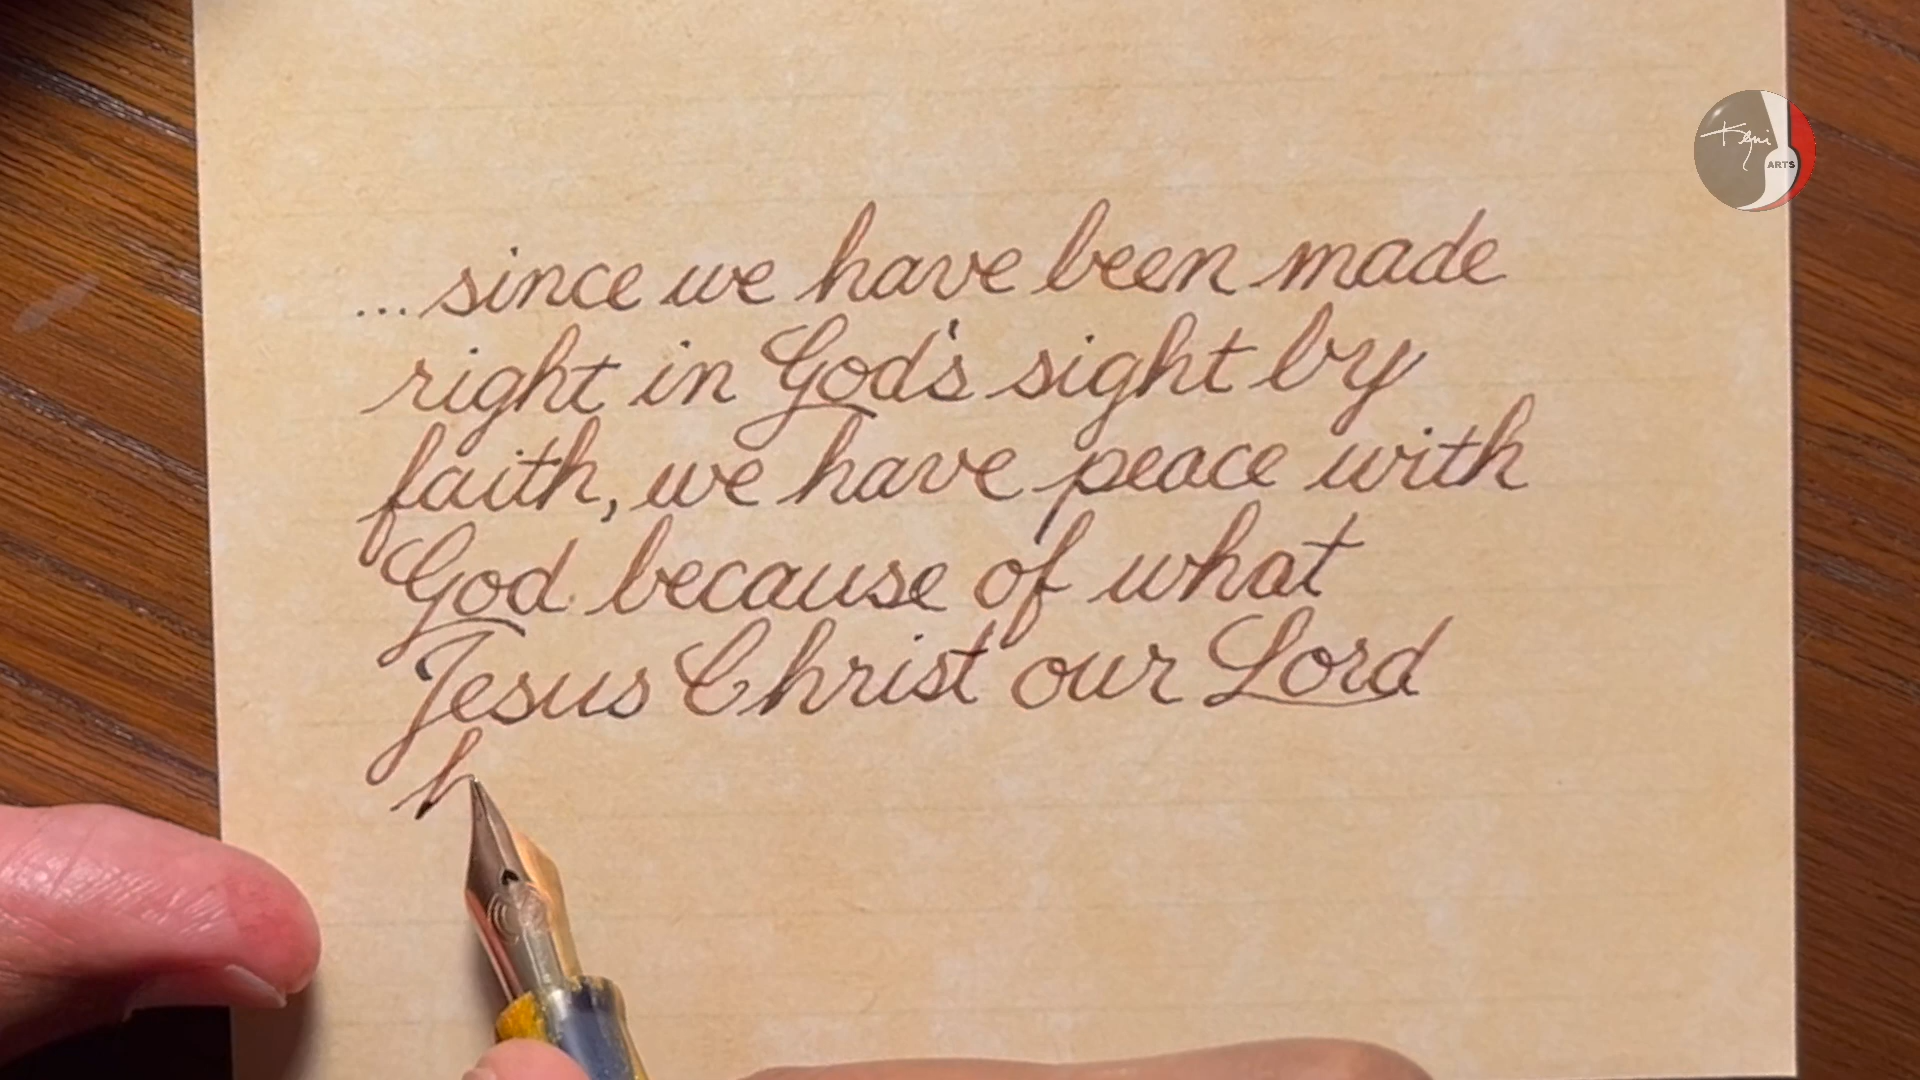 ...since we have been made
right in God's sight by
faith, we have peace with
God because of what
Jesus Christ our Lord
h
ARTS